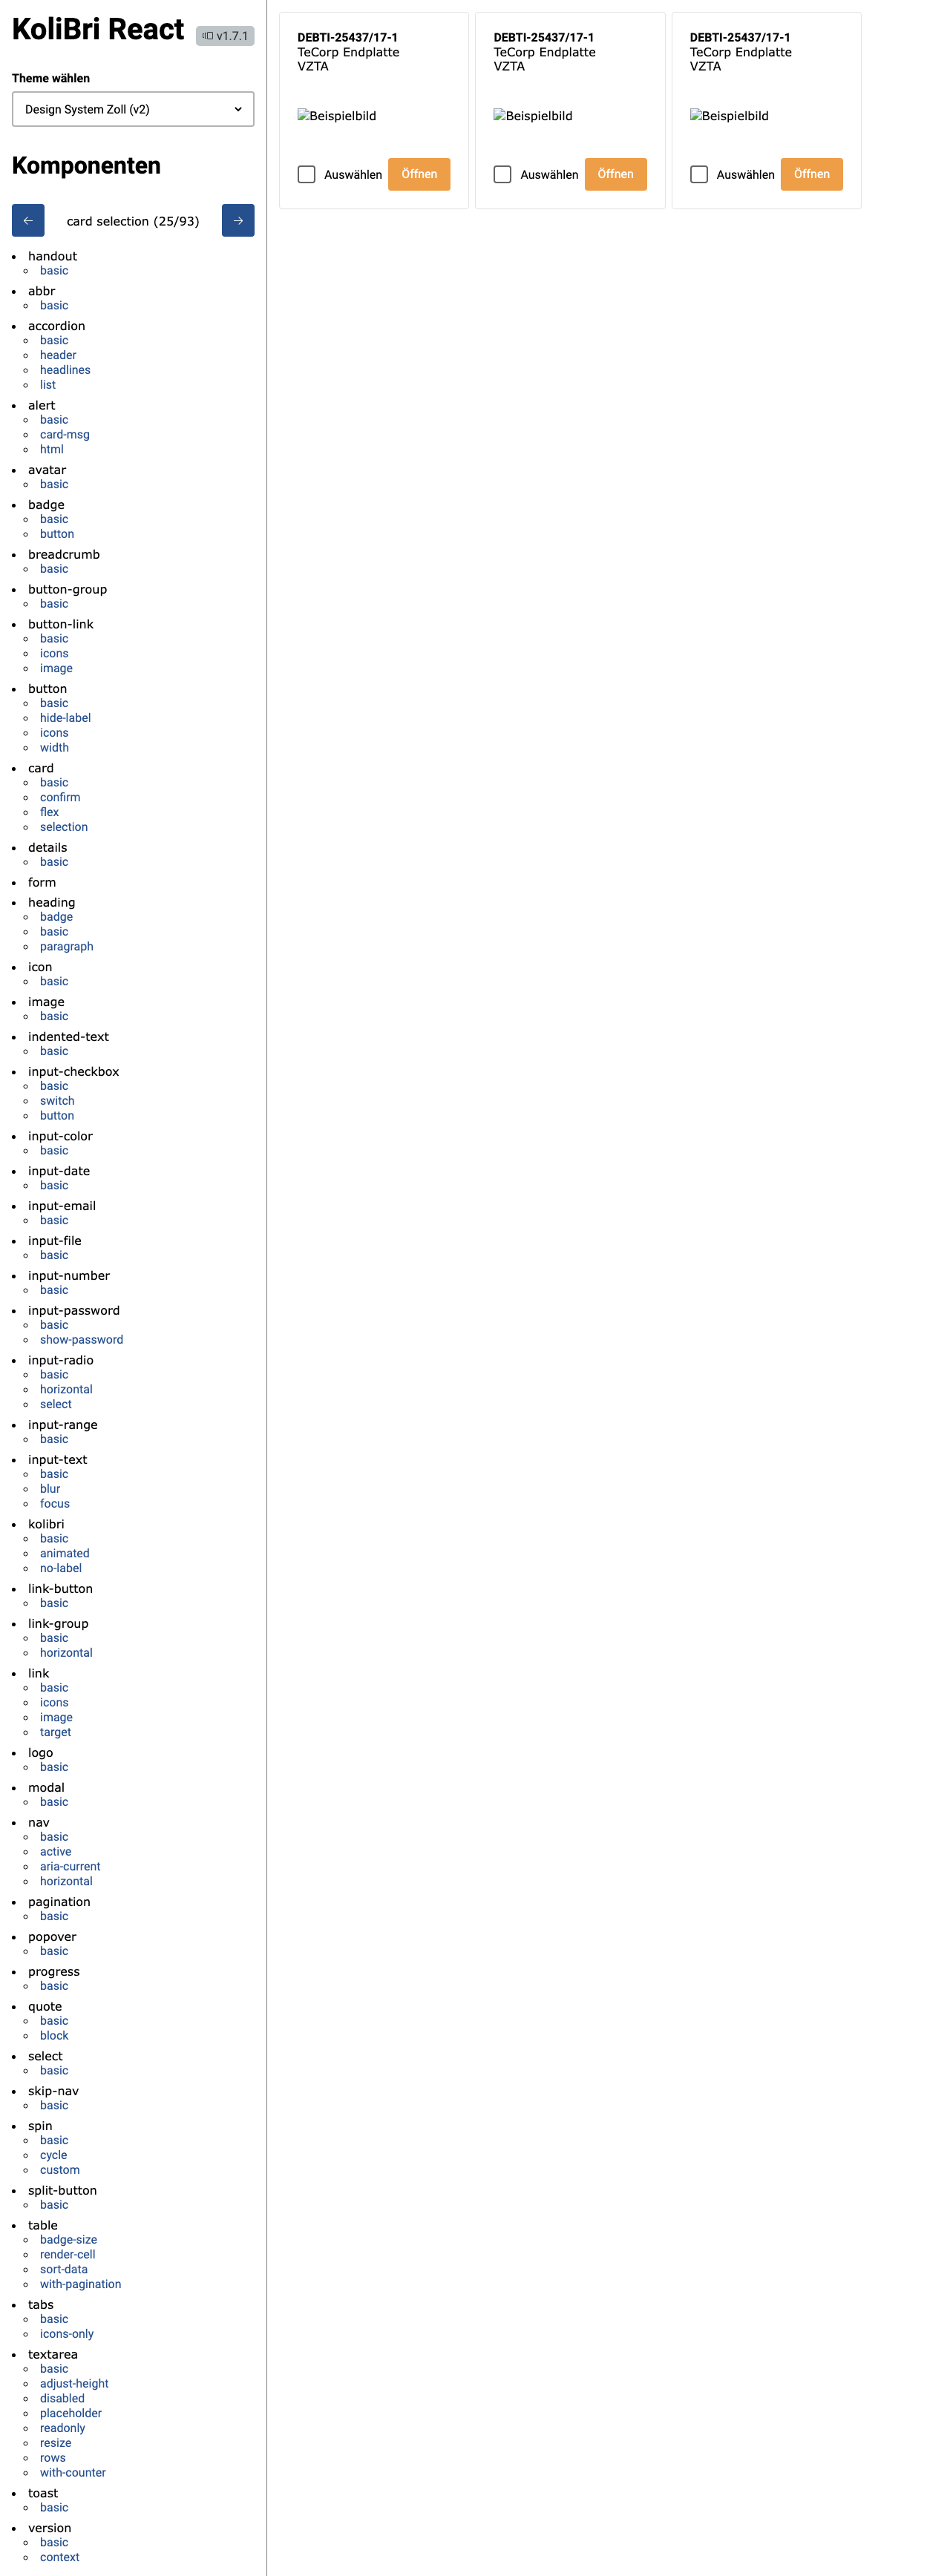 KoliBri React
v1.7.1
Theme wählen
Design System Zoll (v2)
Komponenten
← card selection (25/93) →
handout
basic
abbr
basic
accordion
basic
header
headlines
list
alert
basic
card-msg
html
avatar
basic
badge
basic
button
breadcrumb
basic
button-group
basic
button-link
basic
icons
image
button
basic
hide-label
icons
width
card
basic
confirm
flex
selection
details
basic
form
heading
badge
basic
paragraph
icon
basic
image
basic
indented-text
basic
input-checkbox
basic
switch
button
input-color
basic
input-date
basic
input-email
basic
input-file
basic
input-number
basic
input-password
basic
show-password
input-radio
basic
horizontal
select
input-range
basic
input-text
basic
blur
focus
kolibri
basic
animated
no-label
link-button
basic
link-group
basic
horizontal
link
basic
icons
image
target
logo
basic
modal
basic
nav
basic
active
aria-current
horizontal
pagination
basic
popover
basic
progress
basic
quote
basic
block
select
basic
skip-nav
basic
spin
basic
cycle
custom
split-button
basic
table
badge-size
render-cell
sort-data
with-pagination
tabs
basic
icons-only
textarea
basic
adjust-height
disabled
placeholder
readonly
resize
rows
with-counter
toast
basic
version
basic
context
DEBTI-25437/17-1
TeCorp Endplatte
VZTA
Beispielbild
Auswählen Öffnen
DEBTI-25437/17-1
TeCorp Endplatte
VZTA
Beispielbild
Auswählen Öffnen
DEBTI-25437/17-1
TeCorp Endplatte
VZTA
Beispielbild
Auswählen Öffnen